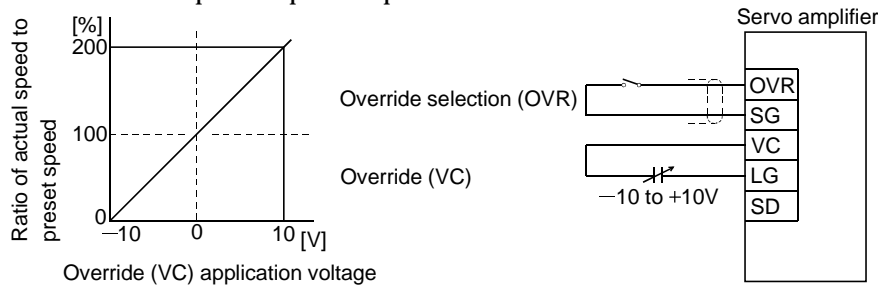 [%]
200
100
0
－10
0
10
[V]
Ratio of actual speed to
preset speed
Override (VC) application voltage
Servo amplifier
Override selection (OVR)
Override (VC)
－10 to +10V
OVR
SG
VC
LG
SD